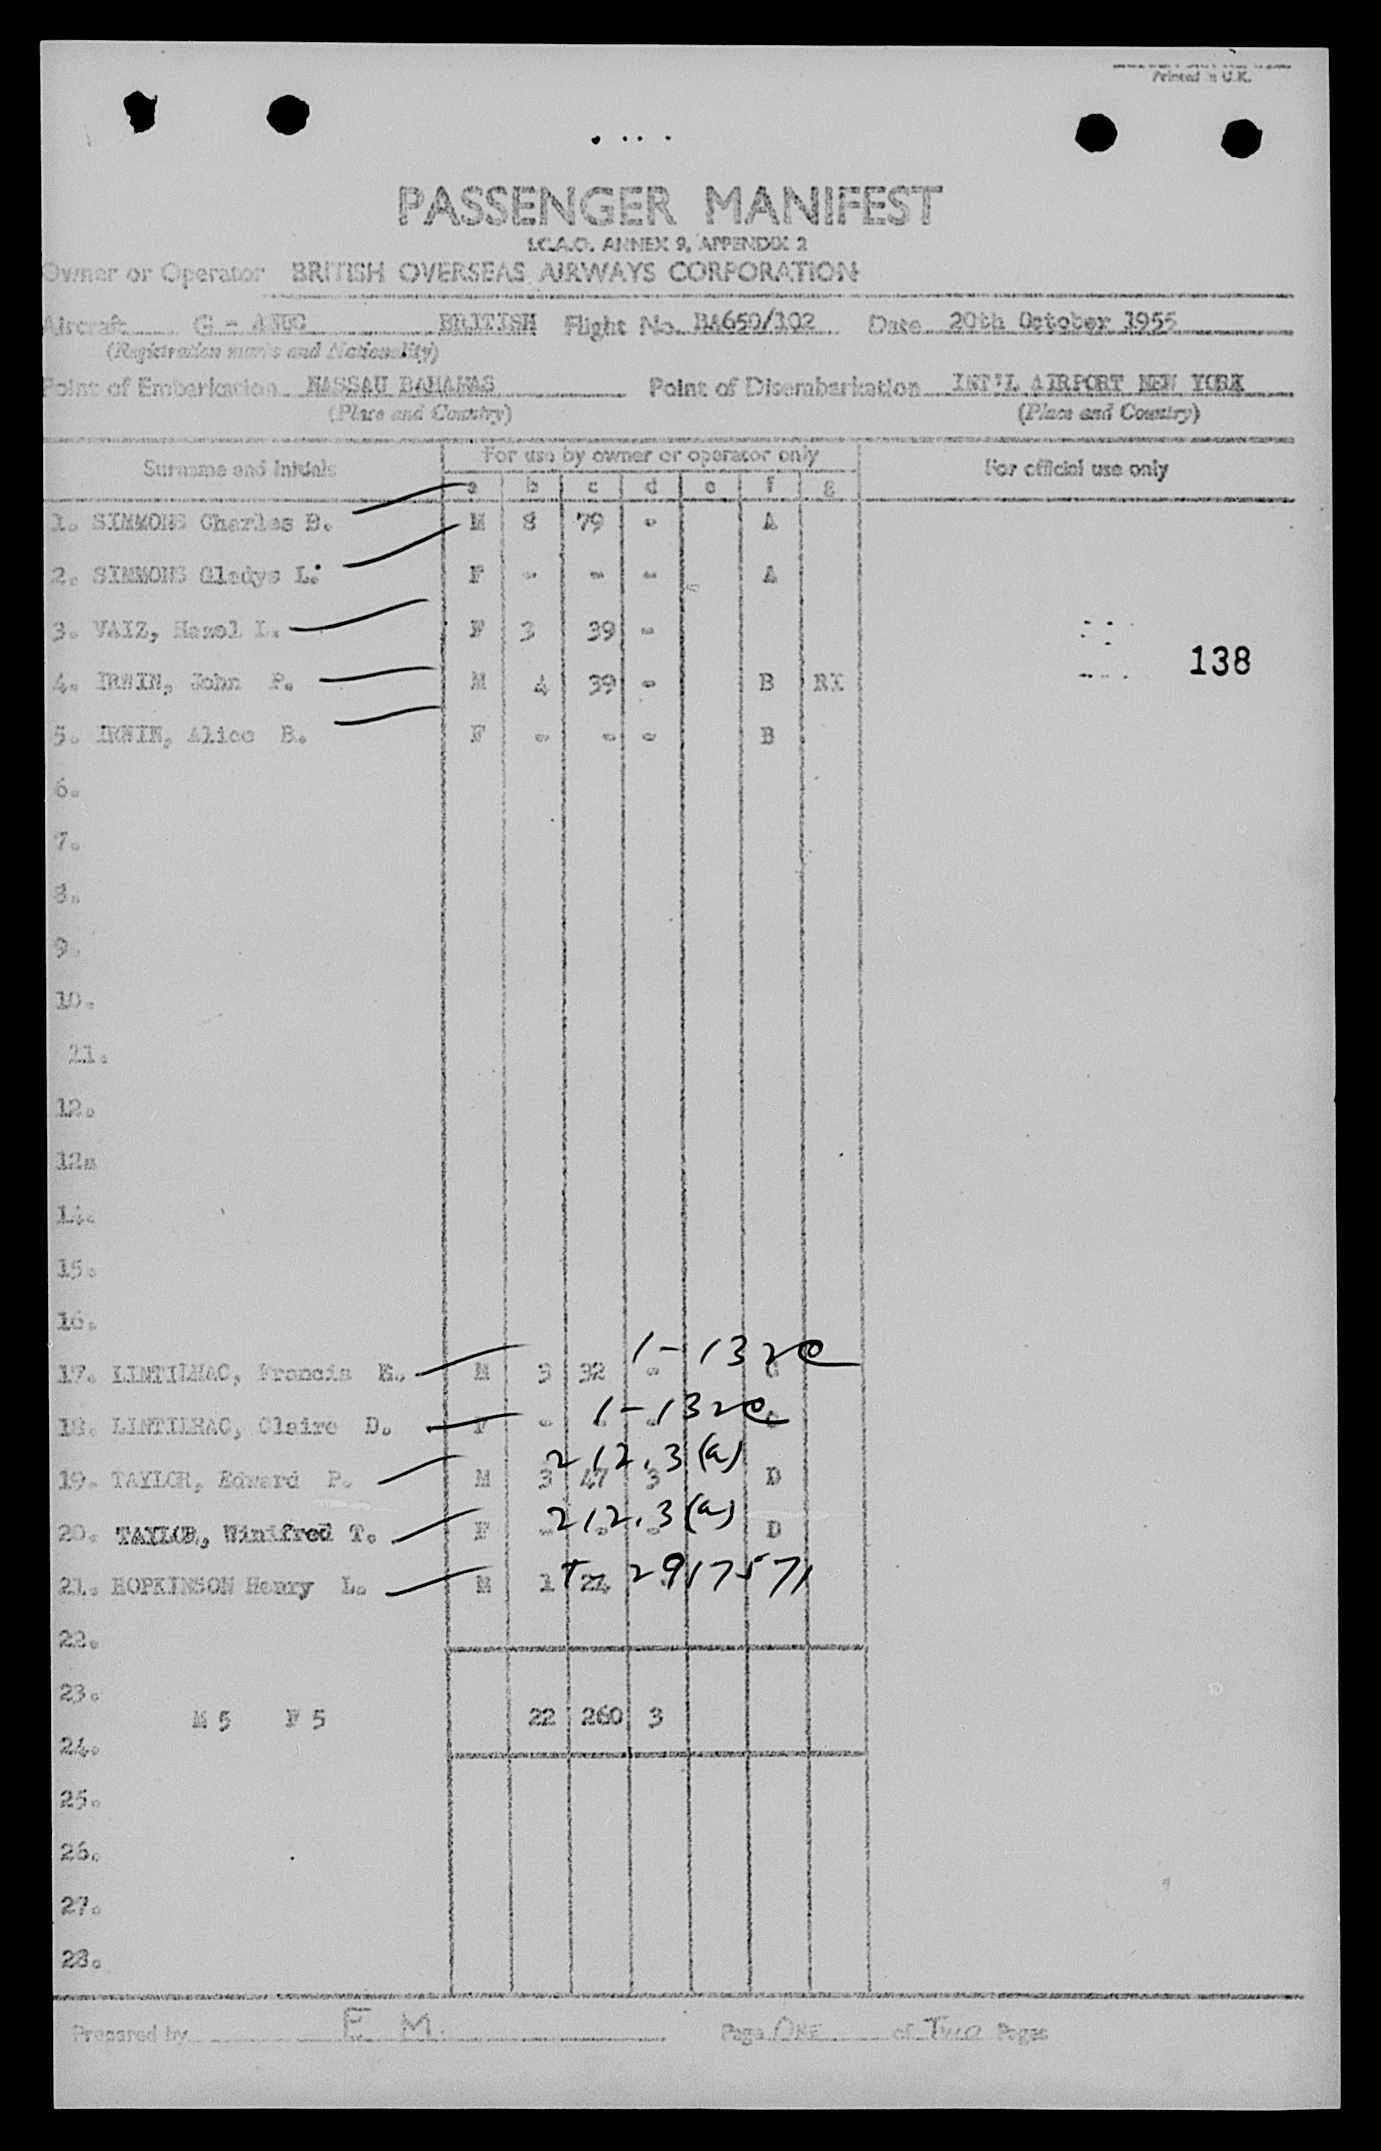 Printed in U.K.
PASSENGER MANIFEST
I.C.A.O. ANNEX 9, APPENDIX 2
Owner or Operator BRITISH OVERSEAS AIRWAYS CORPORATION
Aircraft G - BRITISH Flight No. BA650/102 Date 20th October 1955
(Registration marks and Nationality)
Point of Embarkation NASSAU BAHAMAS Point of Disembarkation INT'L AIRPORT NEW YORK
(Place and Country) (Place and Country)
Surname and Initials For use by owner or operator only For official use only
a b c d e f g
1. SIMMONS Charles B. M 8 79 - A
2. SIMMONS Gladys L. F - - - A
3. VAIZ, Hazel I. F 3 39 -
138
4. IRWIN, John P. M 4 39 - B RX
5. IRWIN, Alice B. F - - - B
6.
7.
8.
9.
10.
11.
12.
12.
14.
15.
16.
1-132e
17. LINTILHAC, Francis E. M 3 32 - C
1-132e
18. LINTILHAC, Claire D. F - - - C
212.3(a)
19. TAYLOR, Edward P. M 3 47 3 D
212.3(a)
20. TAYLOR, Winifred T. F - - - D
T-2917571
21. HOPKINSON Henry L. M 1 24
22.
23.
M 5 F 5 22 260 3
24.
25.
26.
27.
28.
Prepared by E. M. Page ONE of TWO Pages